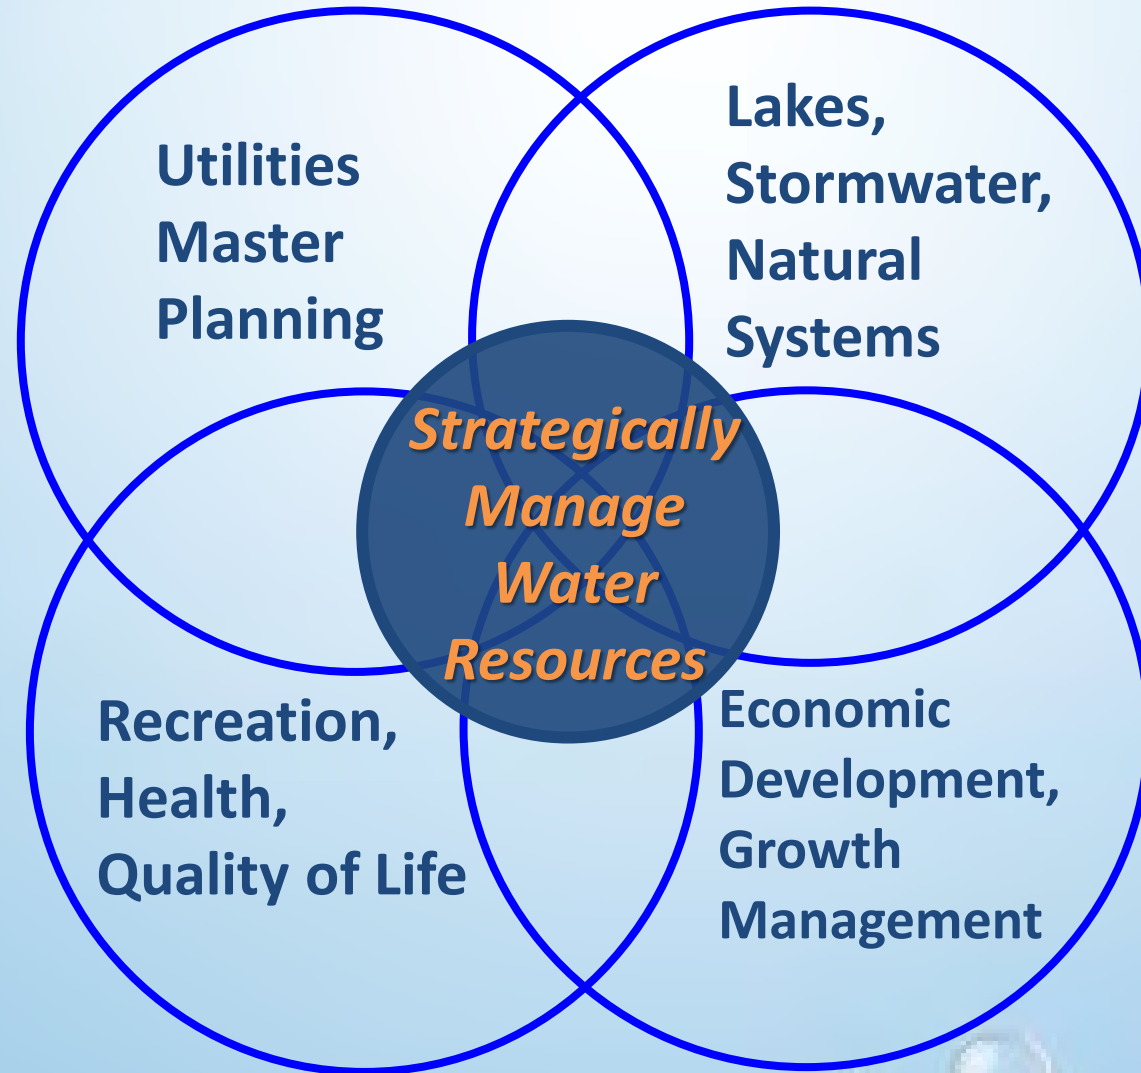 Utilities
Master
Planning
Lakes,
Stormwater,
Natural
Systems
Strategically
Manage
Water
Resources
Recreation,
Health,
Quality of Life
Economic
Development,
Growth
Management